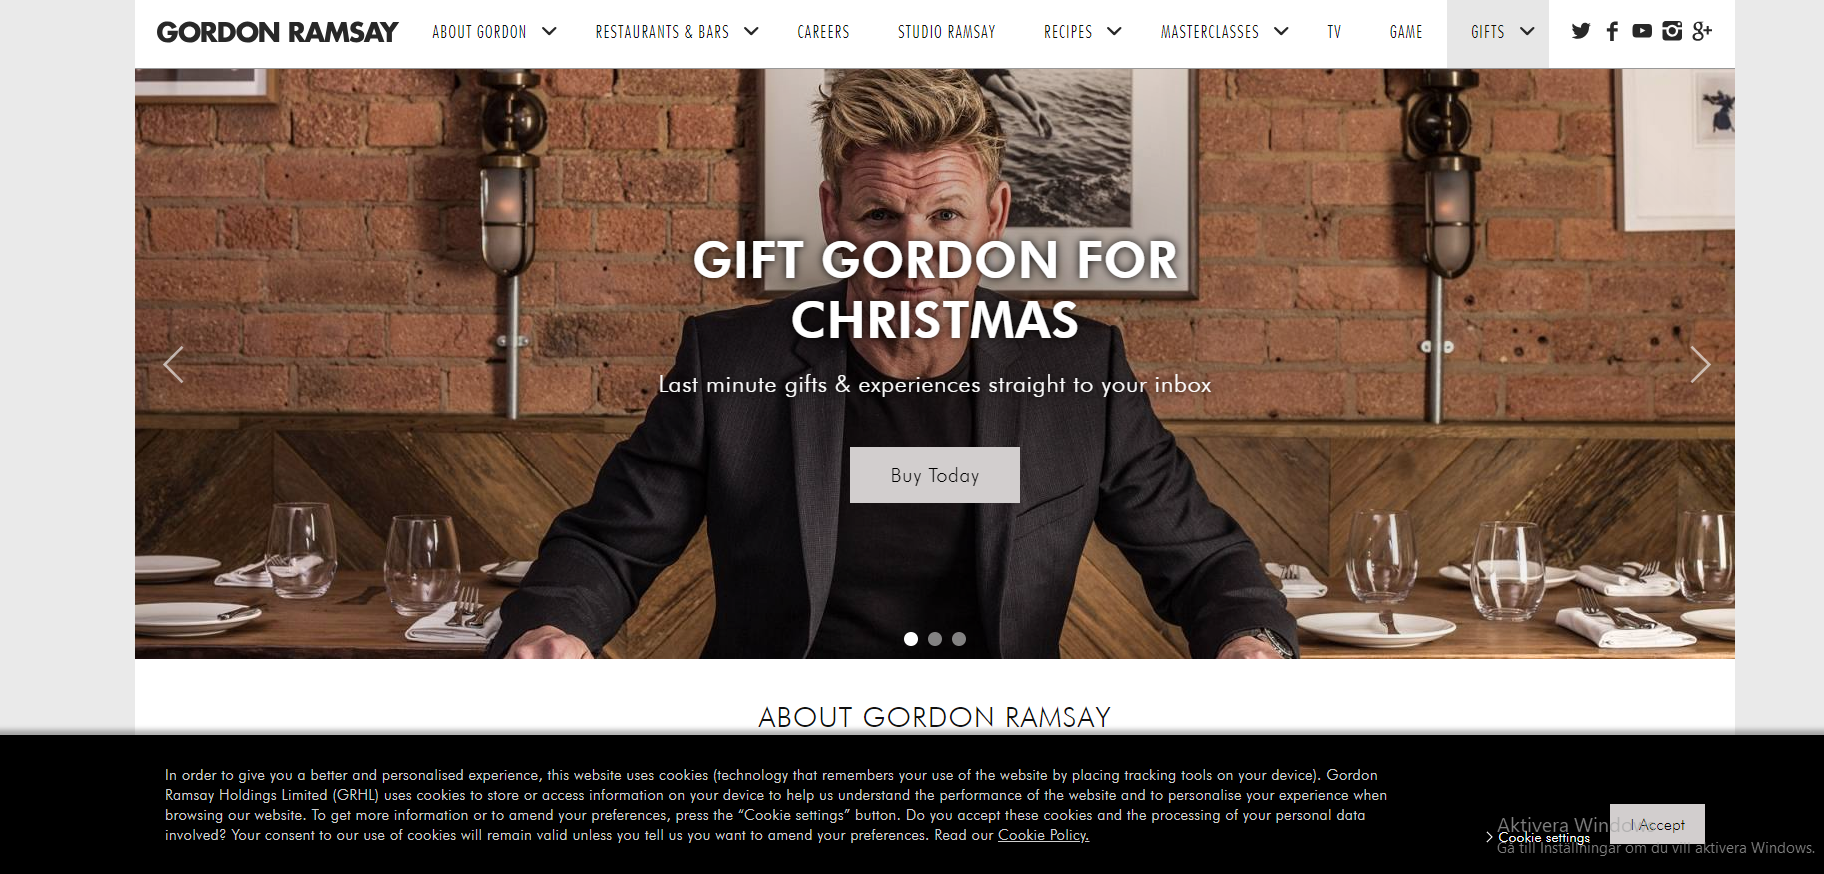 GORDON RAMSAY
ABOUT GORDON
RESTAURANTS & BARS
CAREERS
STUDIO RAMSAY
RECIPES
MASTERCLASSES
TV
GAME
GIFTS
GIFT GORDON FOR
CHRISTMAS
Last minute gifts & experiences straight to your inbox
Buy Today
ABOUT GORDON RAMSAY
In order to give you a better and personalised experience, this website uses cookies (technology that remembers your use of the website by placing tracking tools on your device). Gordon
Ramsay Holdings Limited (GRHL) uses cookies to store or access information on your device to help us understand the performance of the website and to personalise your experience when
browsing our website. To get more information or to amend your preferences, press the “Cookie settings” button. Do you accept these cookies and the processing of your personal data
involved? Your consent to our use of cookies will remain valid unless you tell us you want to amend your preferences. Read our Cookie Policy.
Cookie settings
I Accept
Aktivera Windows
Gå till Inställningar om du vill aktivera Windows.